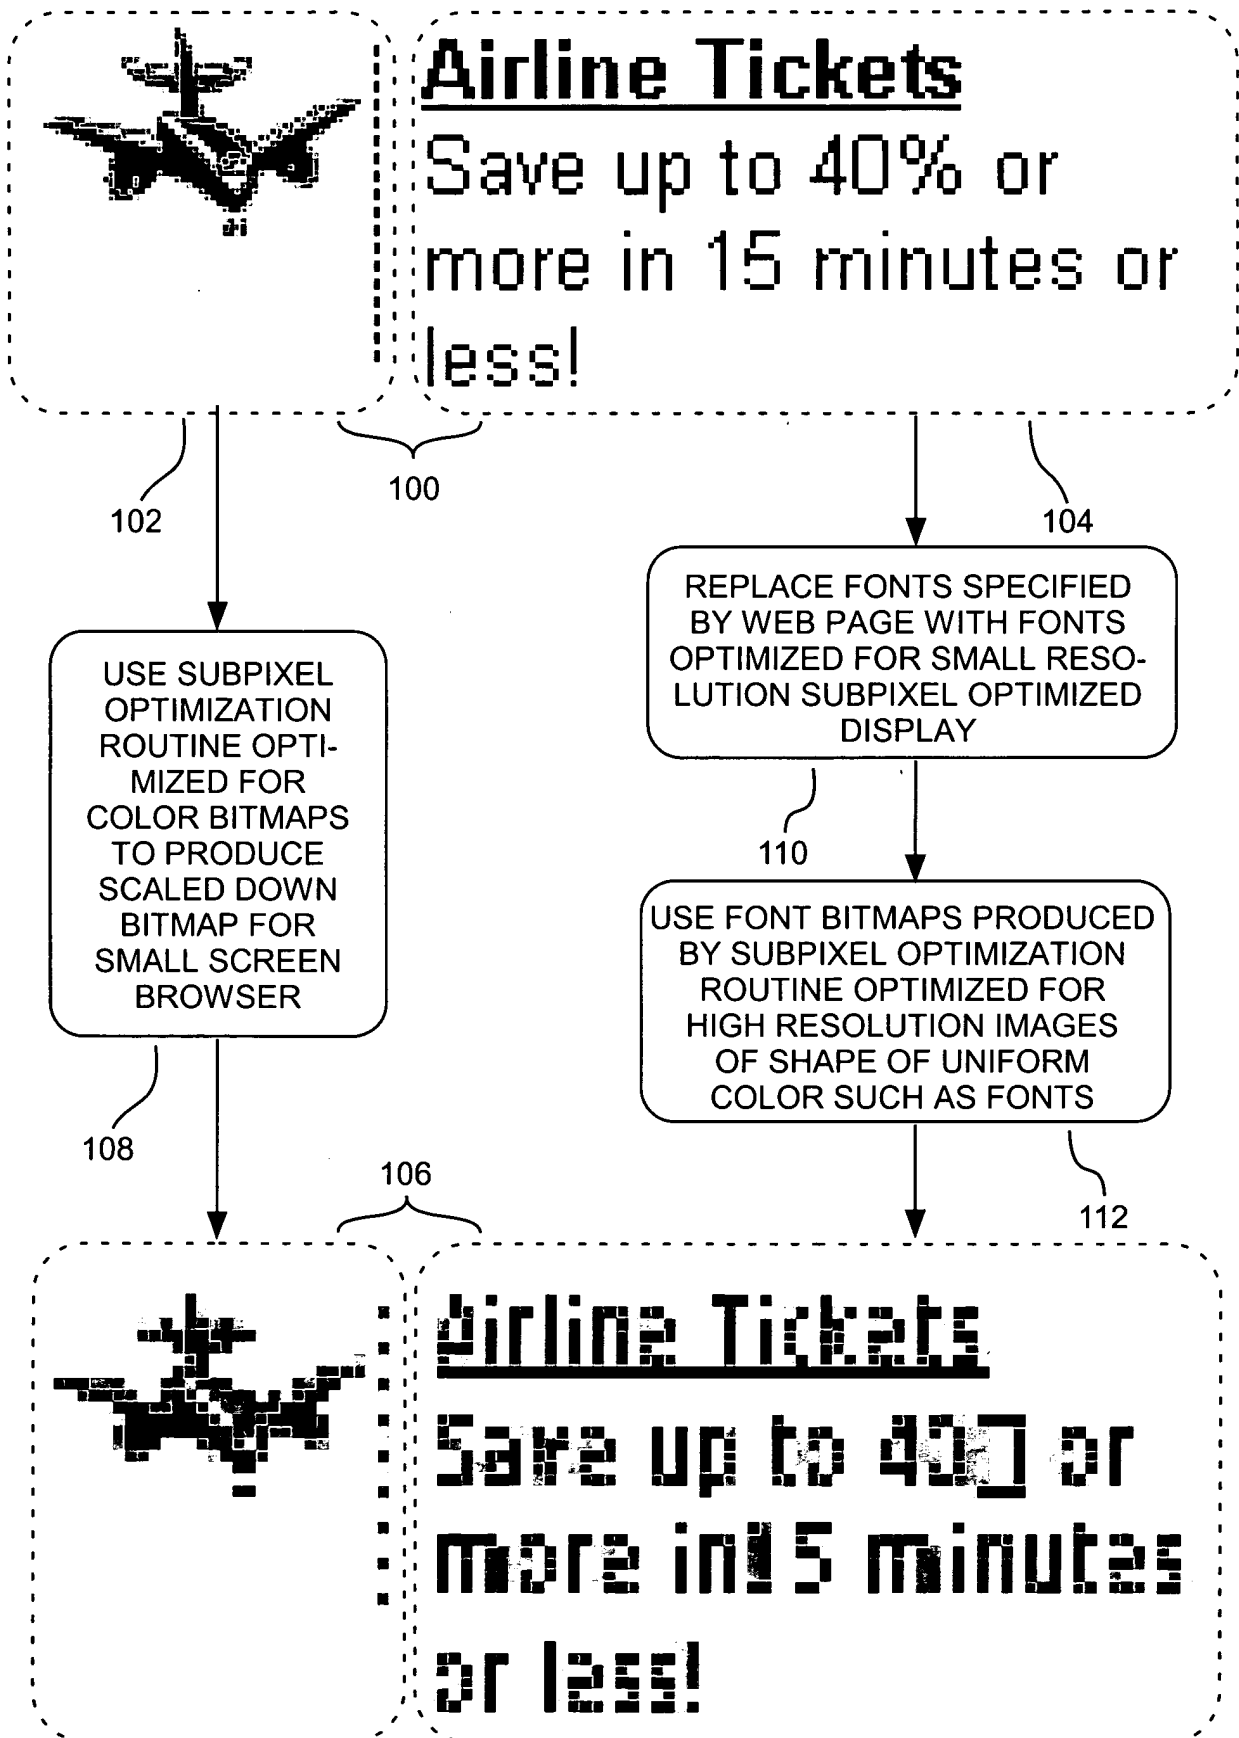 Airline Tickets
Save up to 40% or
more in 15 minutes or
less!
100
102
104
REPLACE FONTS SPECIFIED
BY WEB PAGE WITH FONTS
OPTIMIZED FOR SMALL RESO-
LUTION SUBPIXEL OPTIMIZED
DISPLAY
USE SUBPIXEL
OPTIMIZATION
ROUTINE OPTI-
MIZED FOR
COLOR BITMAPS
TO PRODUCE
SCALED DOWN
BITMAP FOR
SMALL SCREEN
BROWSER
110
USE FONT BITMAPS PRODUCED
BY SUBPIXEL OPTIMIZATION
ROUTINE OPTIMIZED FOR
HIGH RESOLUTION IMAGES
OF SHAPE OF UNIFORM
COLOR SUCH AS FONTS
108
106
112
Airline Tickets
Save up to 40 or
more in 15 minutes
or less!